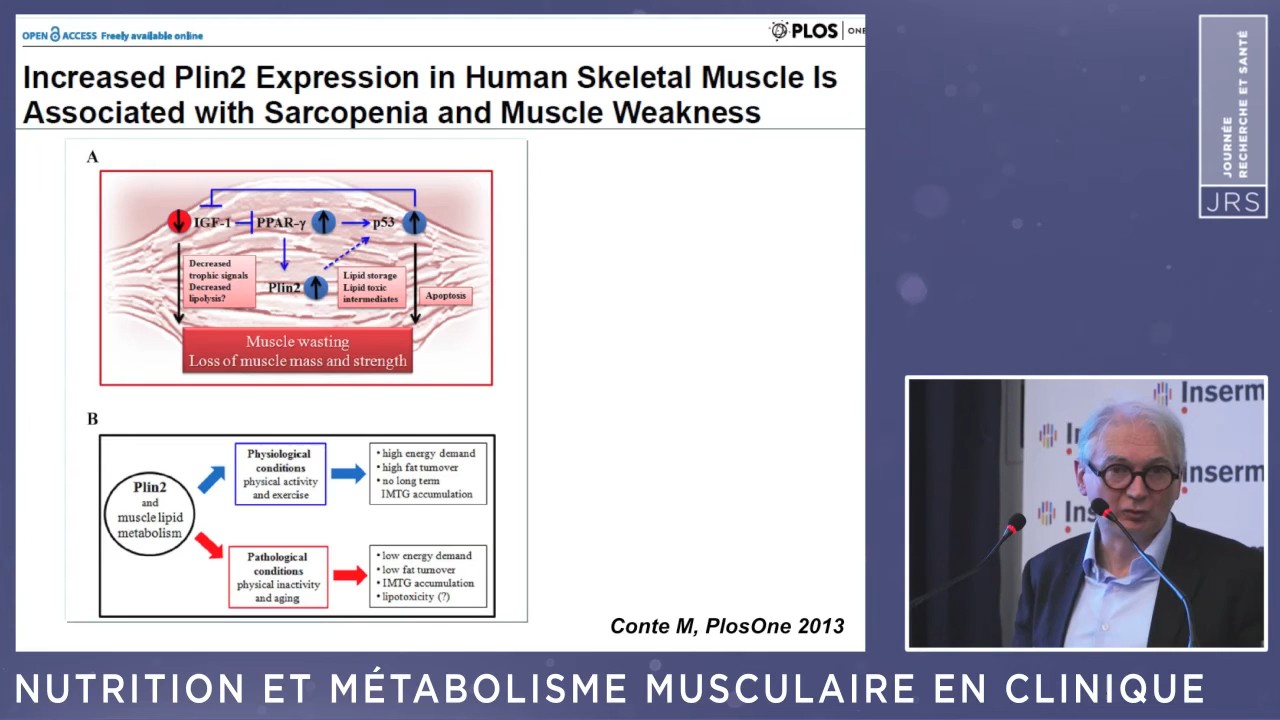 OPEN ACCESS Freely available online
PLOS | ONE
Increased Plin2 Expression in Human Skeletal Muscle Is
Associated with Sarcopenia and Muscle Weakness
A
IGF-1
PPAR-γ
p53
Decreased
trophic signals
Decreased
lipolysis?
Plin2
Lipid storage
Lipid toxic
intermediates
Apoptosis
Muscle wasting
Loss of muscle mass and strength
B
Plin2
and
muscle lipid
metabolism
Physiological
conditions
physical activity
and exercise
• high energy demand
• high fat turnover
• no long term
IMTG accumulation
Pathological
conditions
physical inactivity
and aging
• low energy demand
• low fat turnover
• IMTG accumulation
• lipotoxicity (?)
Conte M, PlosOne 2013
JOURNÉE
RECHERCHE ET SANTÉ
JRS
Inserm
Inserm
NUTRITION ET MÉTABOLISME MUSCULAIRE EN CLINIQUE